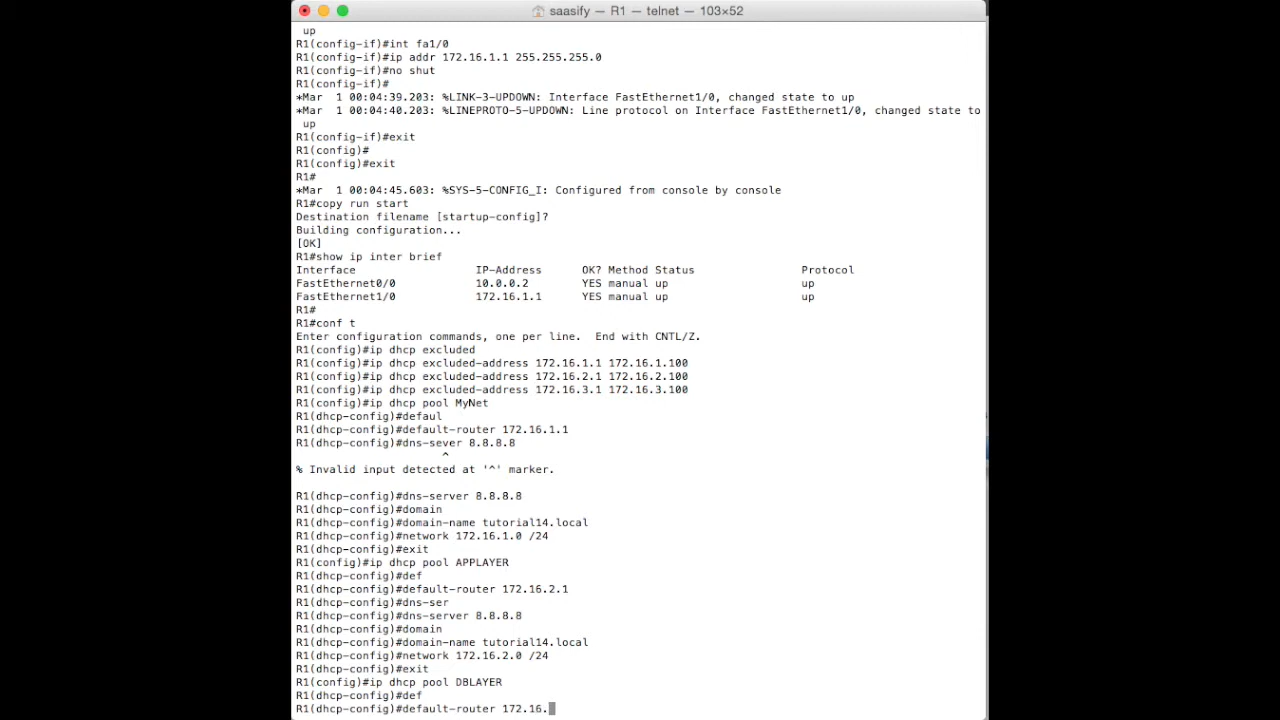 saasify — R1 — telnet — 103×52
up
R1(config-if)#int fa1/0
R1(config-if)#ip addr 172.16.1.1 255.255.255.0
R1(config-if)#no shut
R1(config-if)#
*Mar  1 00:04:39.203: %LINK-3-UPDOWN: Interface FastEthernet1/0, changed state to up
*Mar  1 00:04:40.203: %LINEPROTO-5-UPDOWN: Line protocol on Interface FastEthernet1/0, changed state to
up
R1(config-if)#exit
R1(config)#
R1(config)#exit
R1#
*Mar  1 00:04:45.603: %SYS-5-CONFIG_I: Configured from console by console
R1#copy run start
Destination filename [startup-config]?
Building configuration...
[OK]
R1#show ip inter brief
Interface                  IP-Address      OK? Method Status                Protocol
FastEthernet0/0            10.0.0.2        YES manual up                    up
FastEthernet1/0            172.16.1.1      YES manual up                    up
R1#
R1#conf t
Enter configuration commands, one per line.  End with CNTL/Z.
R1(config)#ip dhcp excluded
R1(config)#ip dhcp excluded-address 172.16.1.1 172.16.1.100
R1(config)#ip dhcp excluded-address 172.16.2.1 172.16.2.100
R1(config)#ip dhcp excluded-address 172.16.3.1 172.16.3.100
R1(config)#ip dhcp pool MyNet
R1(dhcp-config)#defaul
R1(dhcp-config)#default-router 172.16.1.1
R1(dhcp-config)#dns-sever 8.8.8.8
^
% Invalid input detected at '^' marker.
R1(dhcp-config)#dns-server 8.8.8.8
R1(dhcp-config)#domain
R1(dhcp-config)#domain-name tutorial14.local
R1(dhcp-config)#network 172.16.1.0 /24
R1(dhcp-config)#exit
R1(config)#ip dhcp pool APPLAYER
R1(dhcp-config)#def
R1(dhcp-config)#default-router 172.16.2.1
R1(dhcp-config)#dns-ser
R1(dhcp-config)#dns-server 8.8.8.8
R1(dhcp-config)#domain
R1(dhcp-config)#domain-name tutorial14.local
R1(dhcp-config)#network 172.16.2.0 /24
R1(dhcp-config)#exit
R1(config)#ip dhcp pool DBLAYER
R1(dhcp-config)#def
R1(dhcp-config)#default-router 172.16.